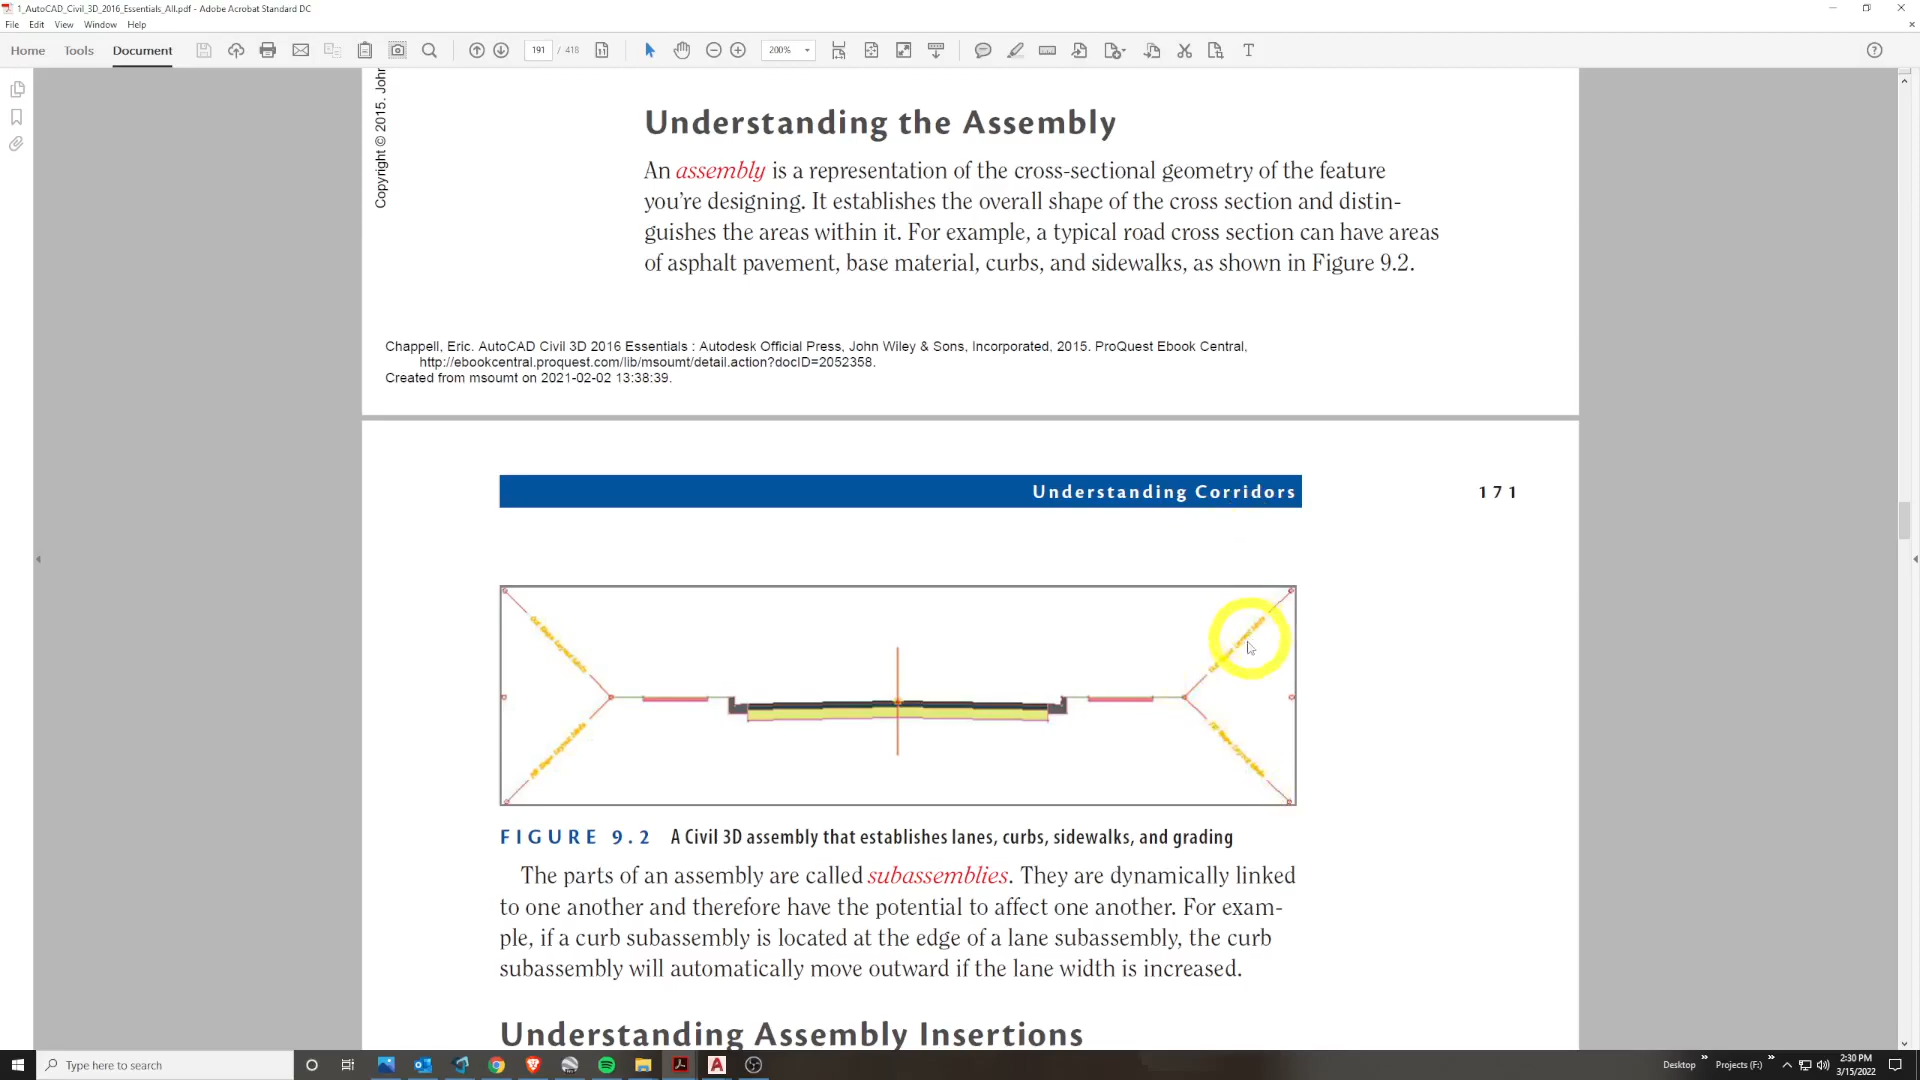 1_AutoCAD_Civil_3D_2016_Essentials_All.pdf - Adobe Acrobat Standard DC
File Edit View Window Help
Home Tools Document 191 / 418 200%
Copyright © 2015. John
Understanding the Assembly
An assembly is a representation of the cross-sectional geometry of the feature
you're designing. It establishes the overall shape of the cross section and distin-
guishes the areas within it. For example, a typical road cross section can have areas
of asphalt pavement, base material, curbs, and sidewalks, as shown in Figure 9.2.
Chappell, Eric. AutoCAD Civil 3D 2016 Essentials : Autodesk Official Press, John Wiley & Sons, Incorporated, 2015. ProQuest Ebook Central,
http://ebookcentral.proquest.com/lib/msoumt/detail.action?docID=2052358.
Created from msoumt on 2021-02-02 13:38:39.
Understanding Corridors 171
FIGURE 9.2 A Civil 3D assembly that establishes lanes, curbs, sidewalks, and grading
The parts of an assembly are called subassemblies. They are dynamically linked
to one another and therefore have the potential to affect one another. For exam-
ple, if a curb subassembly is located at the edge of a lane subassembly, the curb
subassembly will automatically move outward if the lane width is increased.
Understanding Assembly Insertions
Type here to search
Desktop Projects (F:)
2:30 PM
3/15/2022